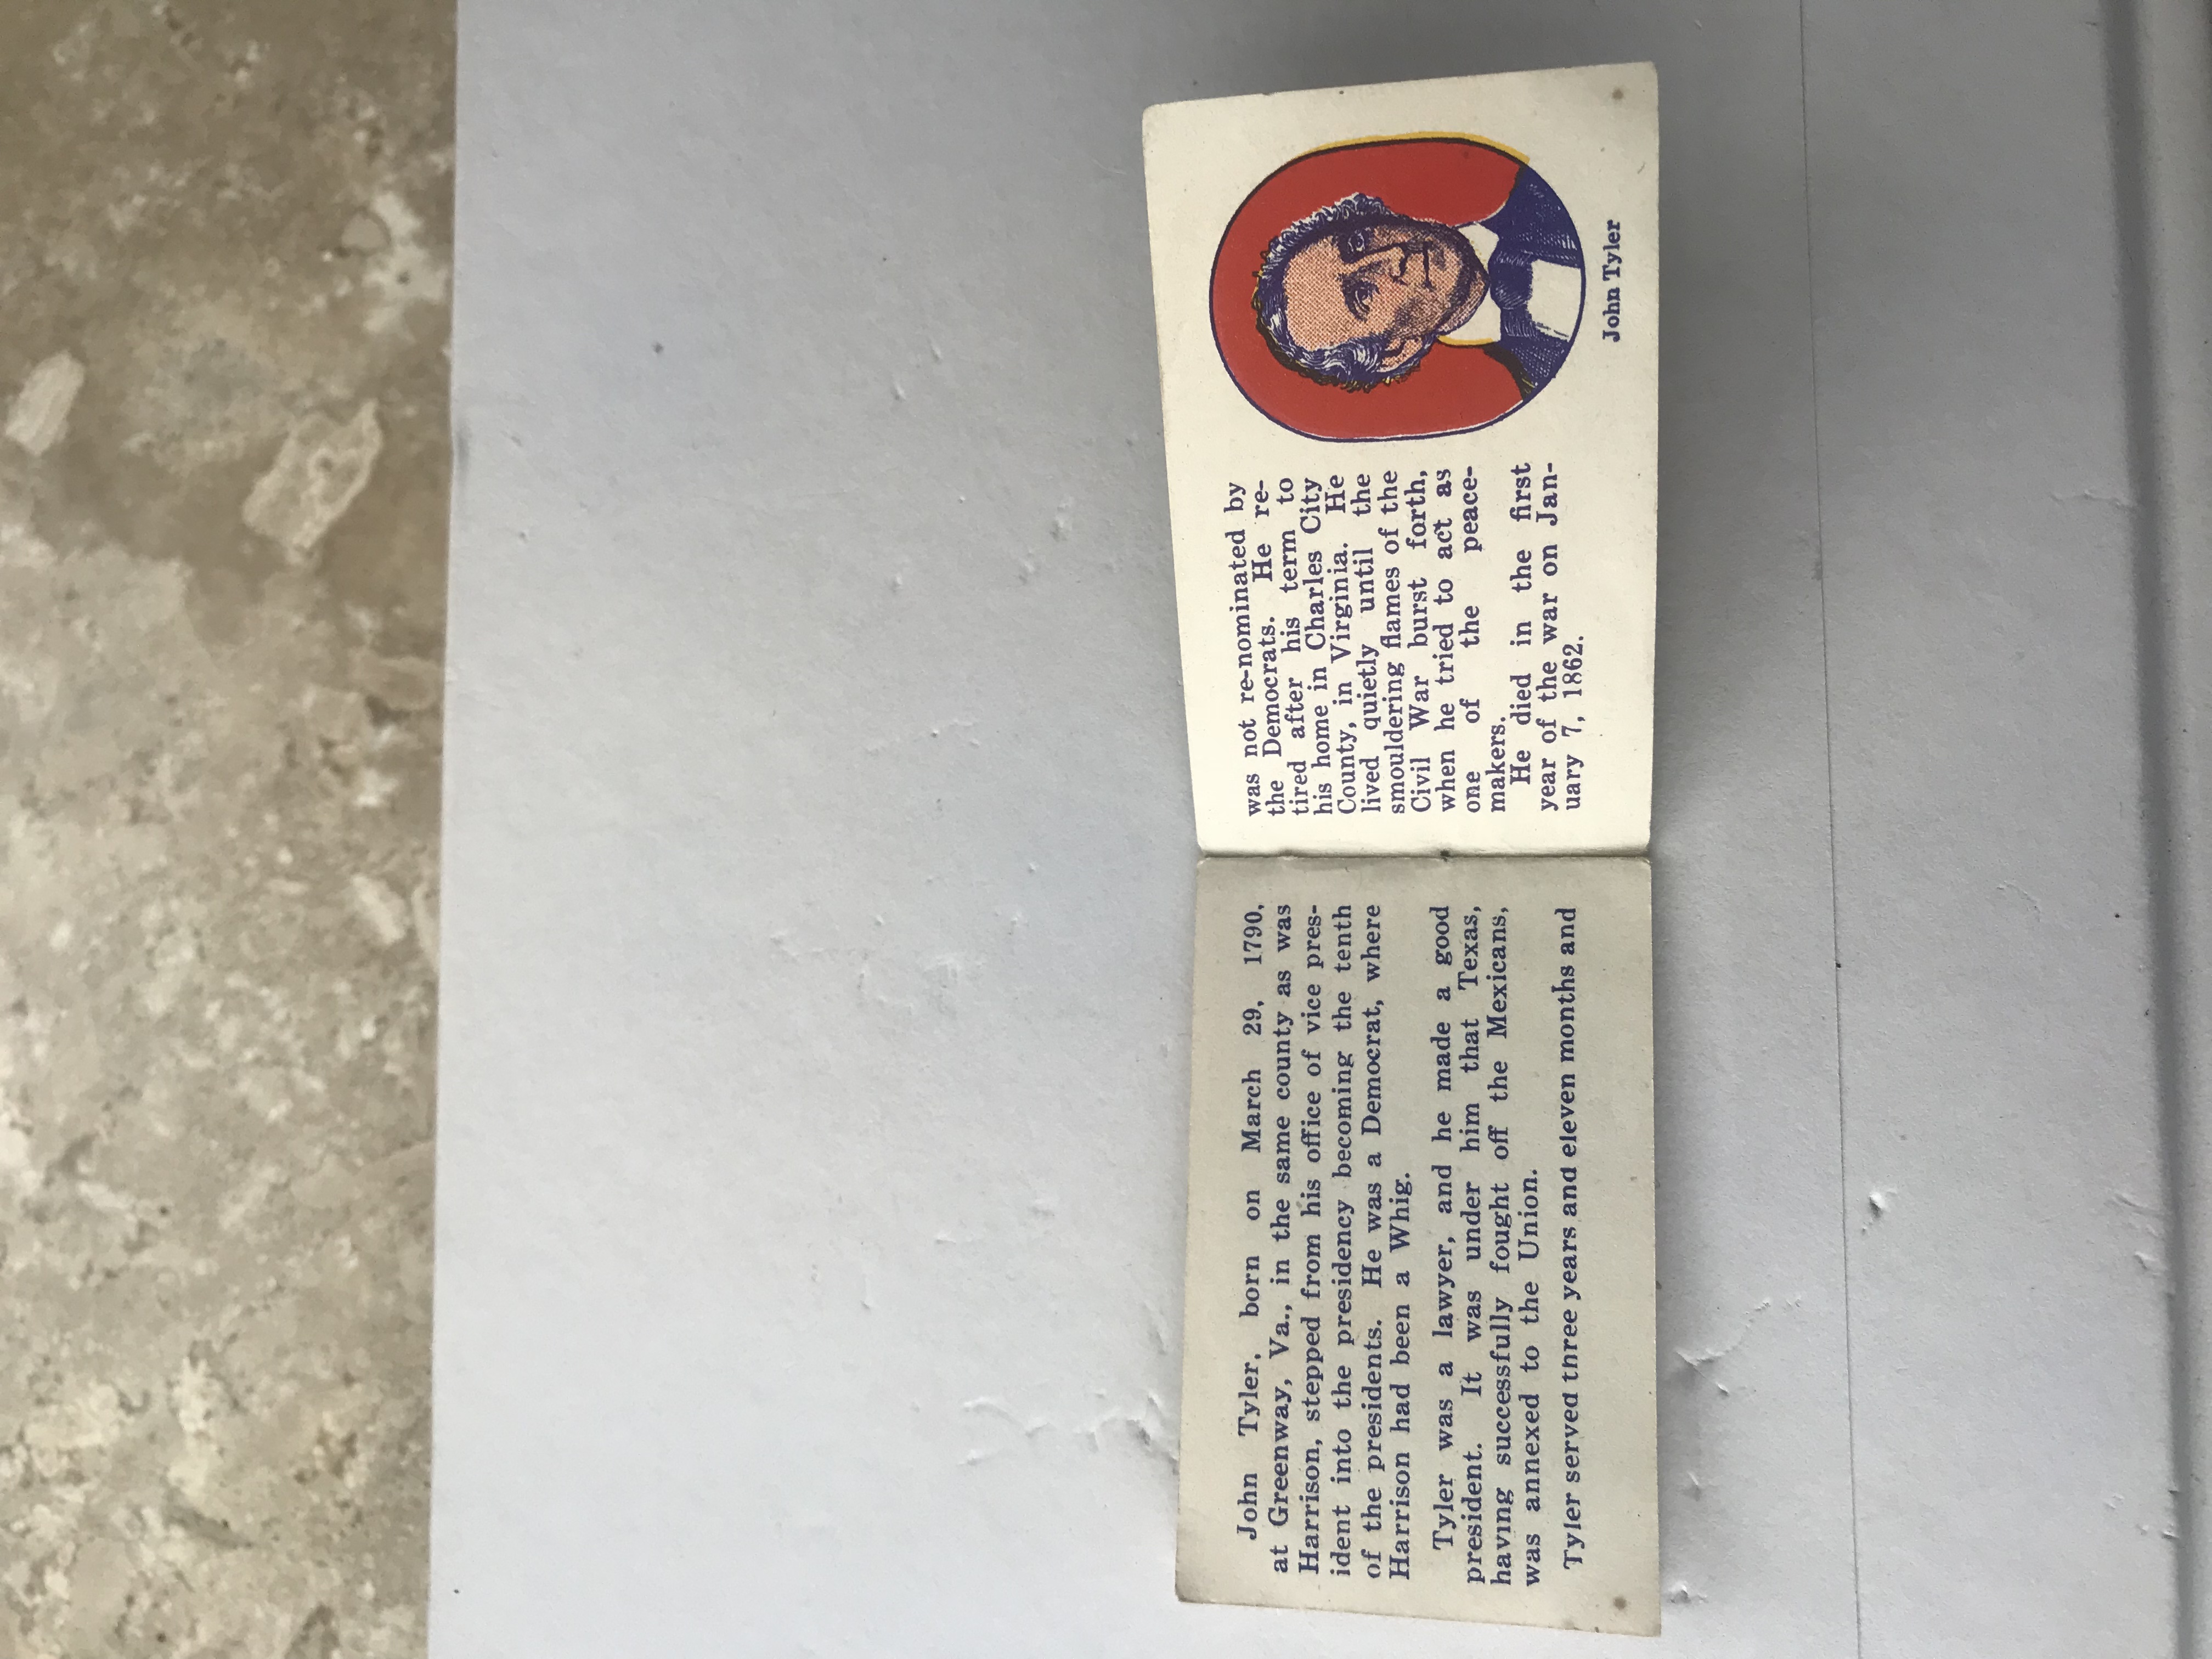 John Tyler, born on March 29, 1790,
at Greenway, Va., in the same county as was
Harrison, stepped from his office of vice pres-
ident into the presidency becoming the tenth
of the presidents. He was a Democrat, where
Harrison had been a Whig.
Tyler was a lawyer, and he made a good
president. It was under him that Texas,
having successfully fought off the Mexicans,
was annexed to the Union.
Tyler served three years and eleven months and
was not re-nominated by
the Democrats. He re-
tired after his term to
his home in Charles City
County, in Virginia. He
lived quietly until the
smouldering flames of the
Civil War burst forth,
when he tried to act as
one of the peace-
makers.
He died in the first
year of the war on Jan-
uary 7, 1862.
John Tyler